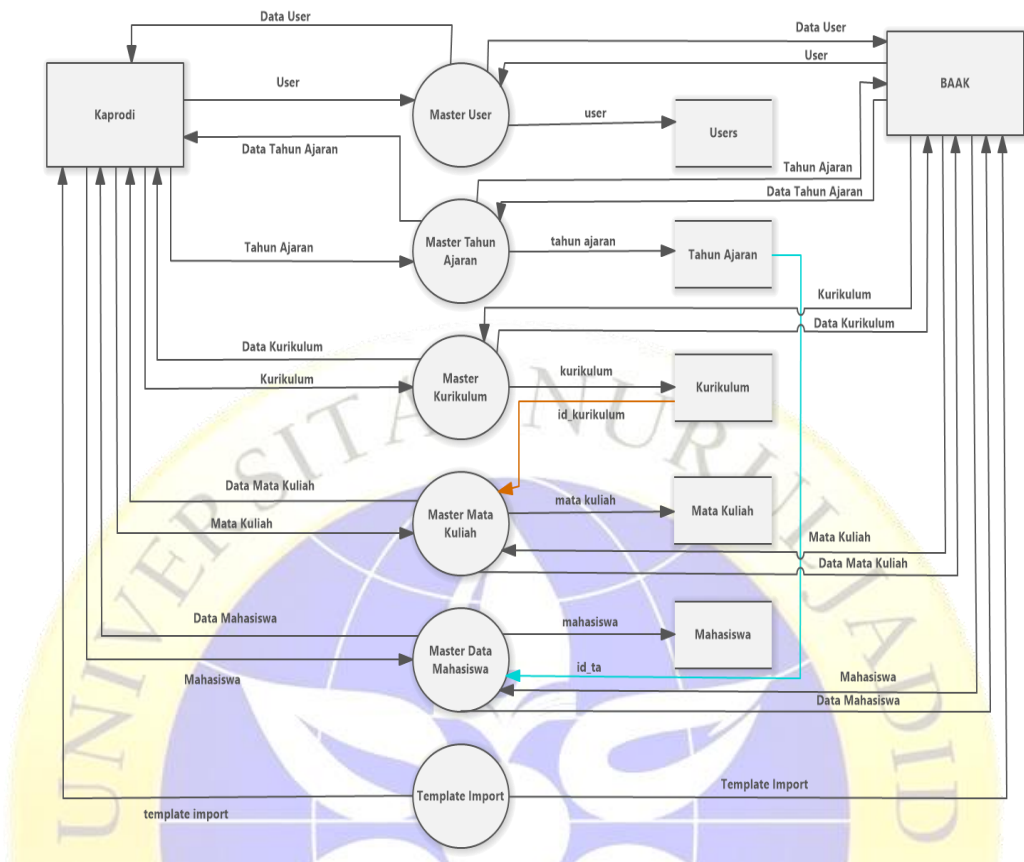 Data User
Data User
User
Kaprodi
User
Master User
user
Users
BAAK
Data Tahun Ajaran
Tahun Ajaran
Data Tahun Ajaran
Tahun Ajaran
Master Tahun
Ajaran
tahun ajaran
Tahun Ajaran
Kurikulum
Data Kurikulum
Data Kurikulum
Kurikulum
Master
Kurikulum
kurikulum
Kurikulum
id_kurikulum
Data Mata Kuliah
Mata Kuliah
Master Mata
Kuliah
mata kuliah
Mata Kuliah
Mata Kuliah
Data Mata Kuliah
Data Mahasiswa
Mahasiswa
Master Data
Mahasiswa
mahasiswa
Mahasiswa
id_ta
Mahasiswa
Data Mahasiswa
Template Import
template import
Template Import
UNIVERSITAS NURUL JADID